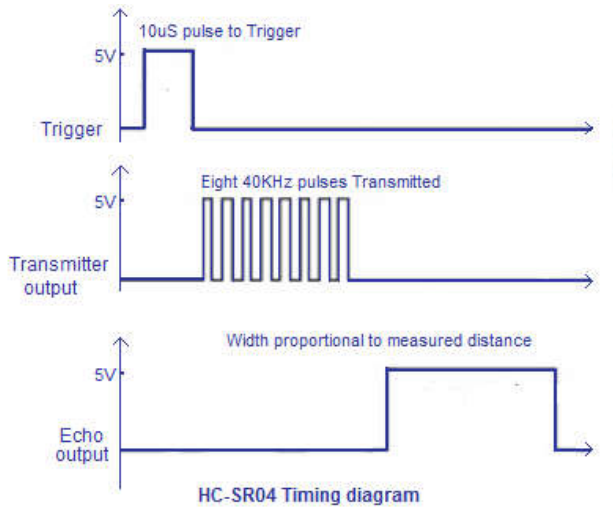 10uS pulse to Trigger
5V
Trigger
Eight 40KHz pulses Transmitted
5V
Transmitter
output
Width proportional to measured distance
5V
Echo
output
HC-SR04 Timing diagram